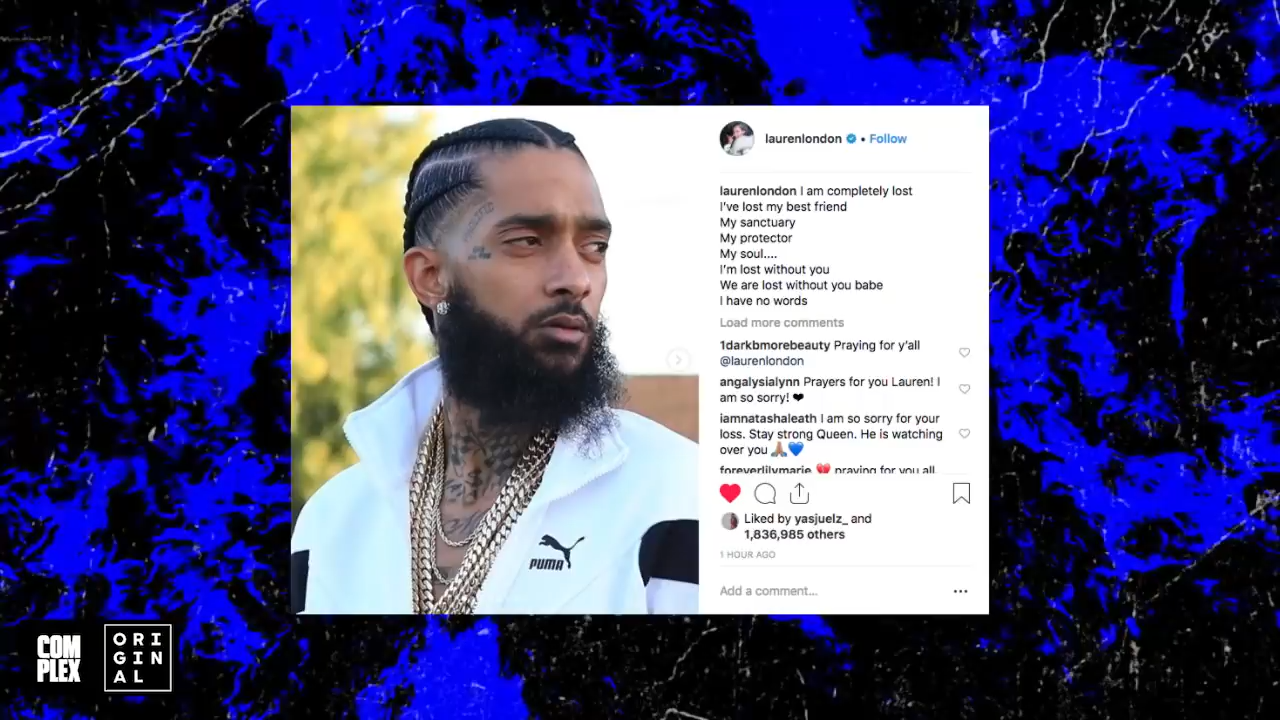 laurenlondon • Follow
laurenlondon I am completely lost
I've lost my best friend
My sanctuary
My protector
My soul....
I'm lost without you
We are lost without you babe
I have no words
Load more comments
1darkbmorebeauty Praying for y'all
@laurenlondon
angalysialynn Prayers for you Lauren! I
am so sorry! ❤
iamnatashaleath I am so sorry for your
loss. Stay strong Queen. He is watching
over you 🙏🏽💙
foreverlilymarie 💔 praying for you all
Liked by yasjuelz_ and
1,836,985 others
1 HOUR AGO
Add a comment...
PUMA
COM
PLEX
ORI
GIN
AL